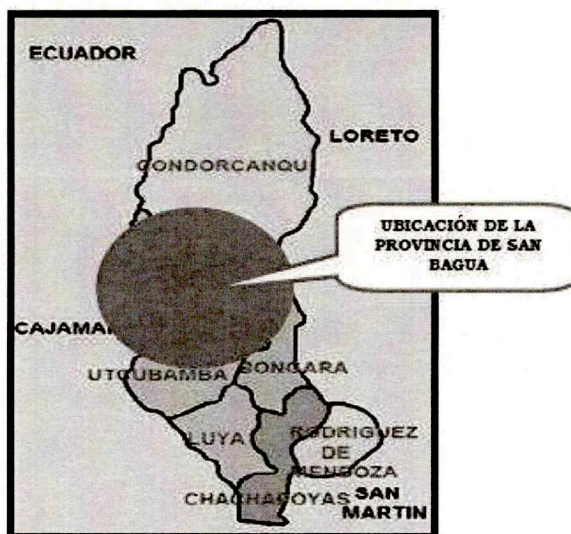 ECUADOR
LORETO
CONDORCANQUI
UBICACIÓN DE LA
PROVINCIA DE SAN
BAGUA
UTCUBAMBA
BONGARA
LUYA
RODRIGUEZ
DE
MENDOZA
CHACHAPOYAS
SAN
MARTIN